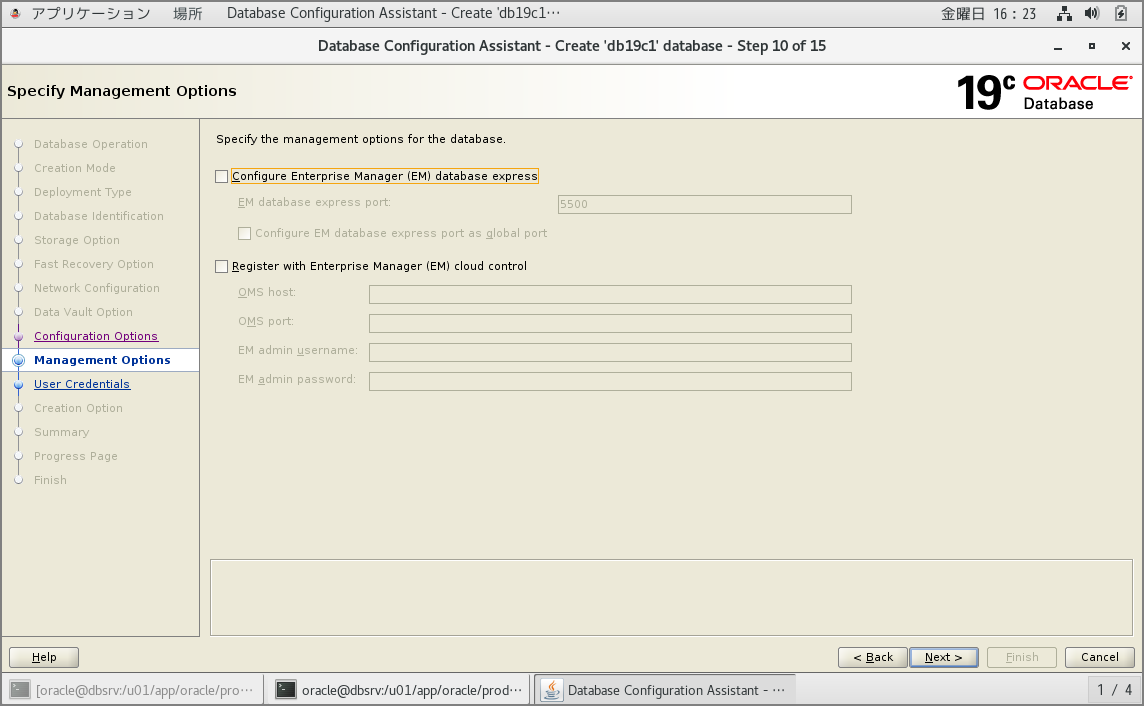 アプリケーション 場所 Database Configuration Assistant - Create 'db19c1⋯ 金曜日 16 : 23
Database Configuration Assistant - Create 'db19c1' database - Step 10 of 15
Specify Management Options
19c ORACLE
Database
Database Operation
Creation Mode
Deployment Type
Database Identification
Storage Option
Fast Recovery Option
Network Configuration
Data Vault Option
Configuration Options
Management Options
User Credentials
Creation Option
Summary
Progress Page
Finish
Specify the management options for the database.
Configure Enterprise Manager (EM) database express
EM database express port: 5500
Configure EM database express port as global port
Register with Enterprise Manager (EM) cloud control
OMS host:
OMS port:
EM admin username:
EM admin password:
Help < Back Next > Finish Cancel
[oracle@dbsrv:/u01/app/oracle/pro⋯ oracle@dbsrv:/u01/app/oracle/prod⋯ Database Configuration Assistant - ⋯ 1 / 4